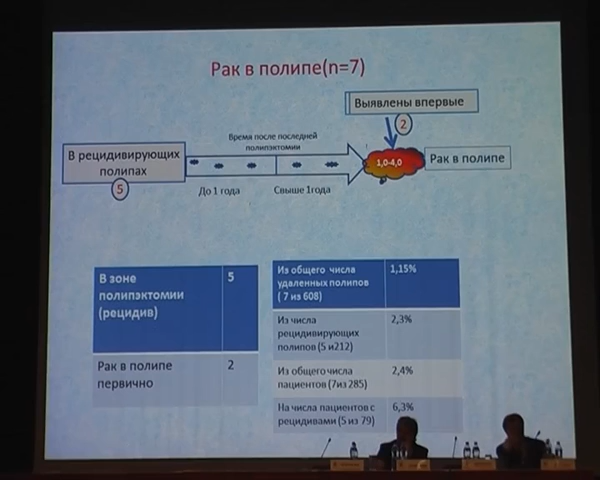 Рак в полипе(n=7)
Выявлены впервые
2
Время после последней
полипэктомии
В рецидивирующих
полипах
5
1,0-4,0
Рак в полипе
До 1 года
Свыше 1года
В зоне
полипэктомии
(рецидив)
5
Рак в полипе
первично
2
Из общего числа
удаленных полипов
( 7 из 608)
1,15%
Из числа
рецидивирующих
полипов (5 и212)
2,3%
Из общего числа
пациентов (7из 285)
2,4%
На числа пациентов с
рецидивами (5 из 79)
6,3%